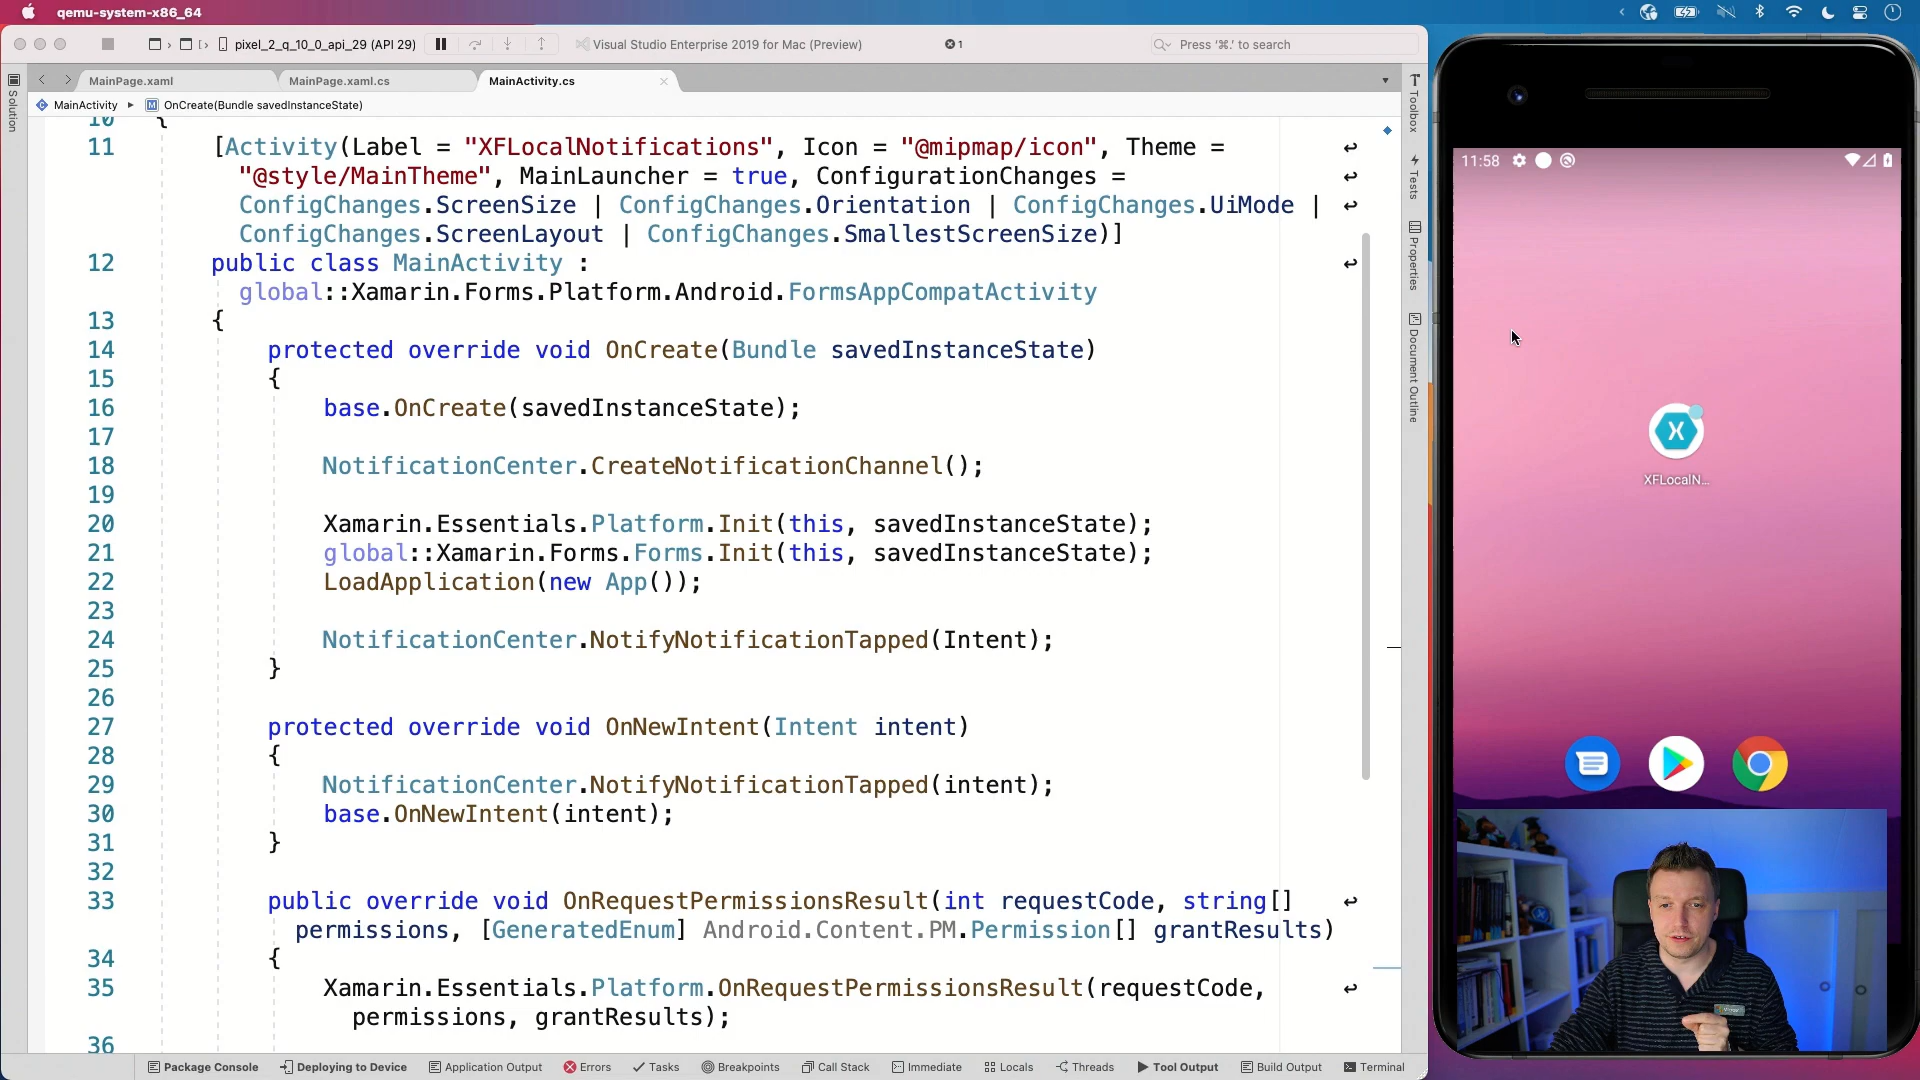 qemu-system-x86_64
pixel_2_q_10_0_api_29 (API 29)
Visual Studio Enterprise 2019 for Mac (Preview)
1
Press ‘⌘.’ to search
MainPage.xaml
MainPage.xaml.cs
MainActivity.cs
MainActivity
OnCreate(Bundle savedInstanceState)
Solution
Toolbox
Tests
Properties
Document Outline
10 {
11 [Activity(Label = "XFLocalNotifications", Icon = "@mipmap/icon", Theme =
"@style/MainTheme", MainLauncher = true, ConfigurationChanges =
ConfigChanges.ScreenSize | ConfigChanges.Orientation | ConfigChanges.UiMode |
ConfigChanges.ScreenLayout | ConfigChanges.SmallestScreenSize)]
12 public class MainActivity :
global::Xamarin.Forms.Platform.Android.FormsAppCompatActivity
13 {
14 protected override void OnCreate(Bundle savedInstanceState)
15 {
16 base.OnCreate(savedInstanceState);
17
18 NotificationCenter.CreateNotificationChannel();
19
20 Xamarin.Essentials.Platform.Init(this, savedInstanceState);
21 global::Xamarin.Forms.Forms.Init(this, savedInstanceState);
22 LoadApplication(new App());
23
24 NotificationCenter.NotifyNotificationTapped(Intent);
25 }
26
27 protected override void OnNewIntent(Intent intent)
28 {
29 NotificationCenter.NotifyNotificationTapped(intent);
30 base.OnNewIntent(intent);
31 }
32
33 public override void OnRequestPermissionsResult(int requestCode, string[]
permissions, [GeneratedEnum] Android.Content.PM.Permission[] grantResults)
34 {
35 Xamarin.Essentials.Platform.OnRequestPermissionsResult(requestCode,
permissions, grantResults);
36
Package Console
Deploying to Device
Application Output
Errors
Tasks
Breakpoints
Call Stack
Immediate
Locals
Threads
Tool Output
Build Output
Terminal
11:58
X
XFLocalN...